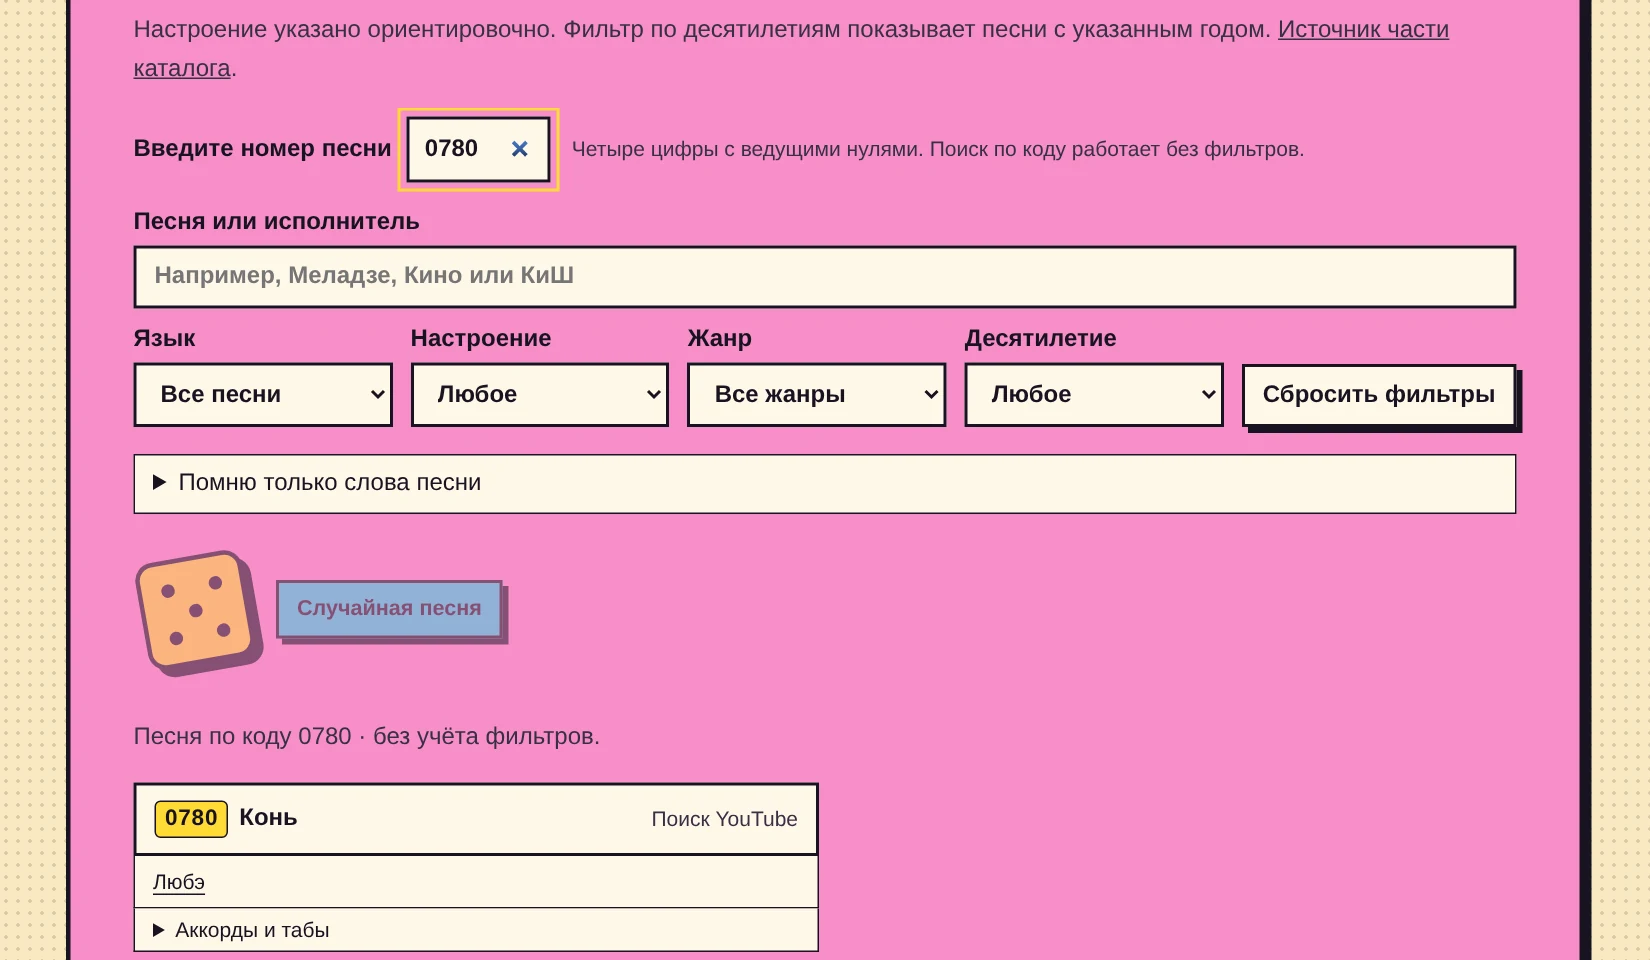 Настроение указано ориентировочно. Фильтр по десятилетиям показывает песни с указанным годом. Источник части
каталога.
Введите номер песни 0780 × Четыре цифры с ведущими нулями. Поиск по коду работает без фильтров.
Песня или исполнитель
Например, Меладзе, Кино или КиШ
Язык Настроение Жанр Десятилетие
Все песни Любое Все жанры Любое Сбросить фильтры
Помню только слова песни
Случайная песня
Песня по коду 0780 · без учёта фильтров.
0780 Конь Поиск YouTube
Любэ
Аккорды и табы